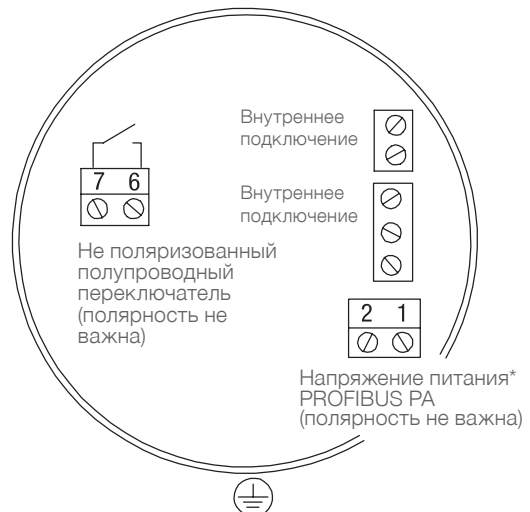 Внутреннее
подключение
7 6
Внутреннее
подключение
Не поляризованный
полупроводный
переключатель
(полярность не
важна)
2 1
Напряжение питания*
PROFIBUS PA
(полярность не важна)